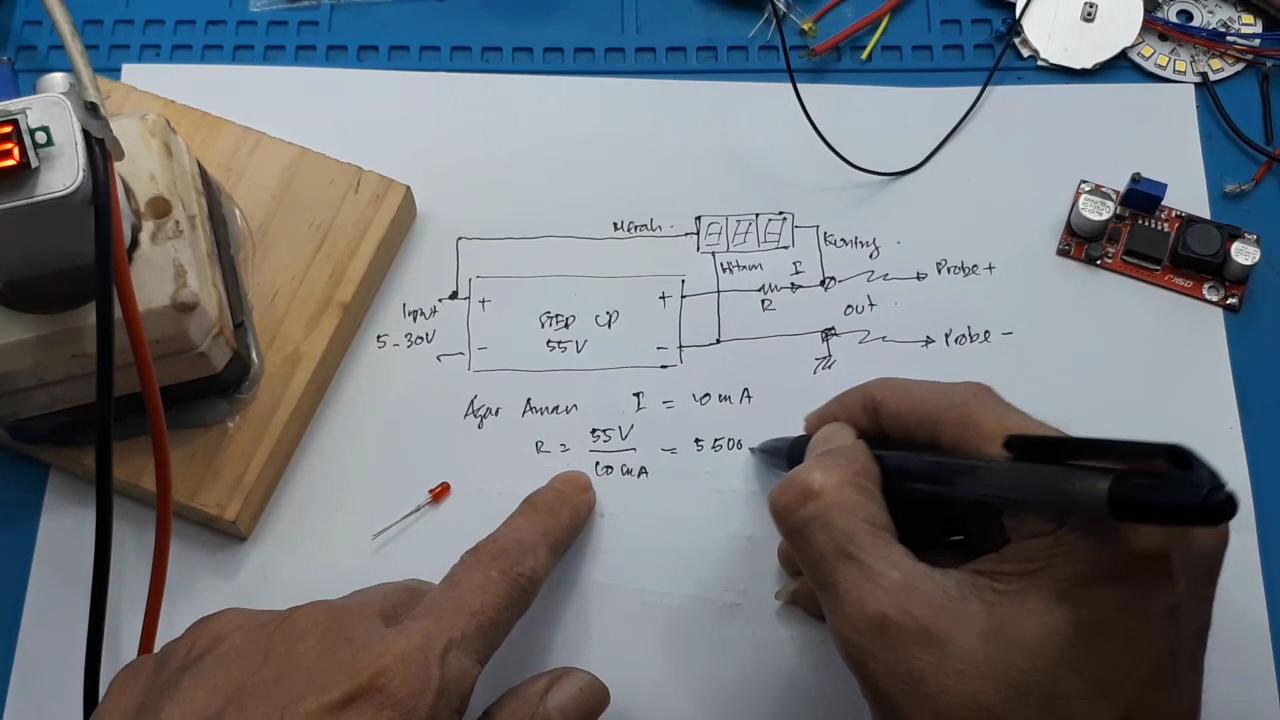 3
Merah.
Kuning.
Hitam
I
Probe+
+
+
R
Input
5-30V
STEP UP
55V
out.
-
-
Probe -
Agar Aman I = 10 mA
R = 55V / 10 mA = 5500